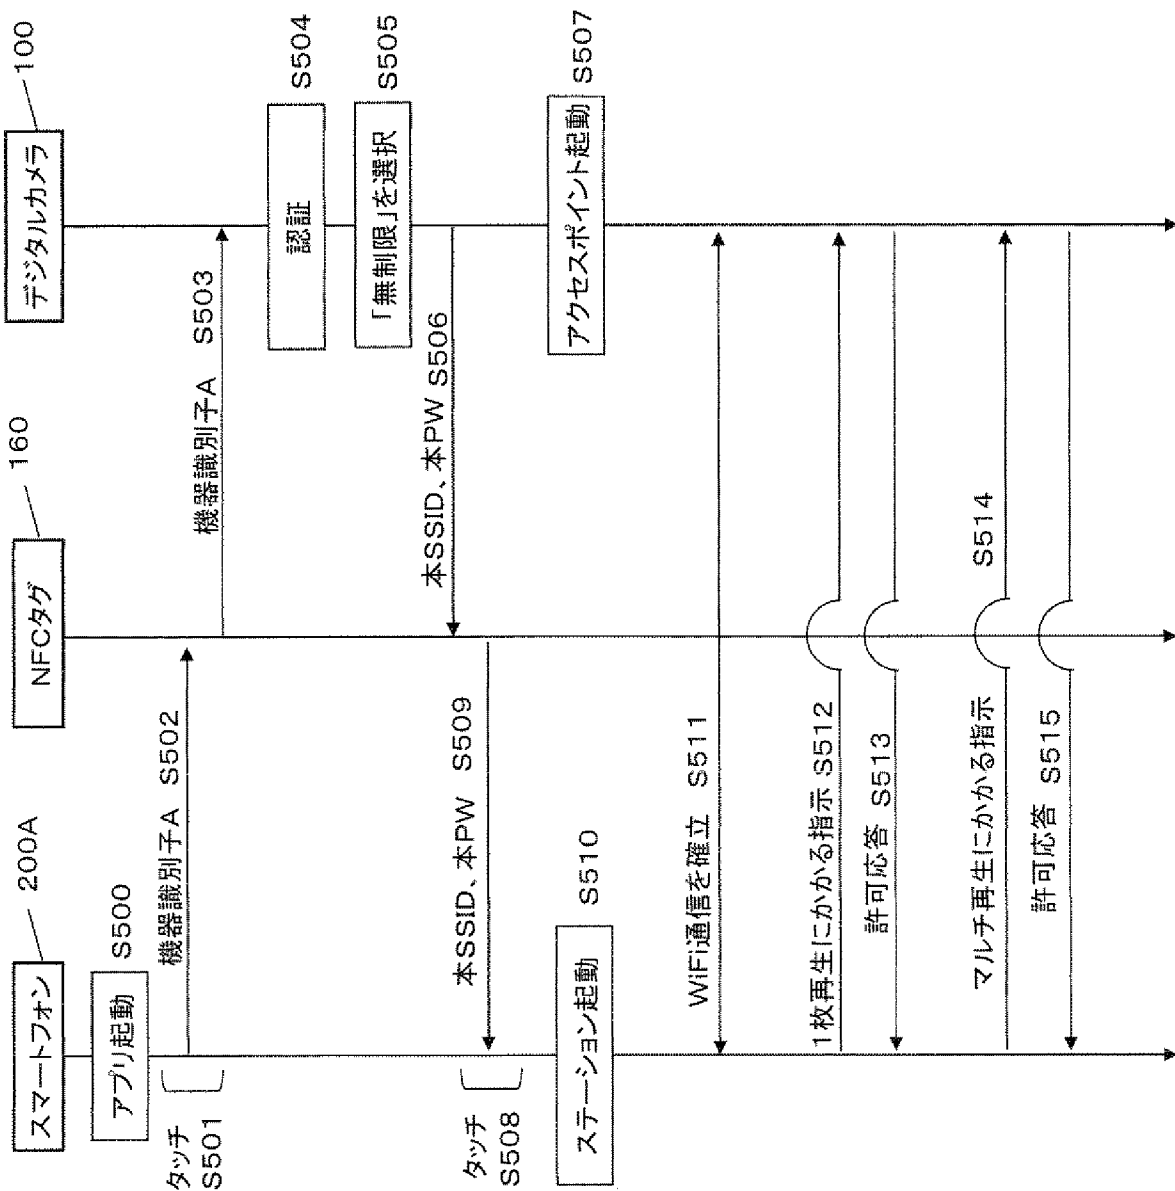 スマートフォン
200A
NFCタグ
160
デジタルカメラ
100
アプリ起動
S500
タッチ
S501
機器識別子A S502
機器識別子A S503
認証
S504
「無制限」を選択
S505
本SSID、本PW S506
アクセスポイント起動
S507
タッチ
S508
本SSID、本PW S509
ステーション起動
S510
WiFi通信を確立 S511
1枚再生にかかる指示 S512
許可応答 S513
マルチ再生にかかる指示
S514
許可応答 S515